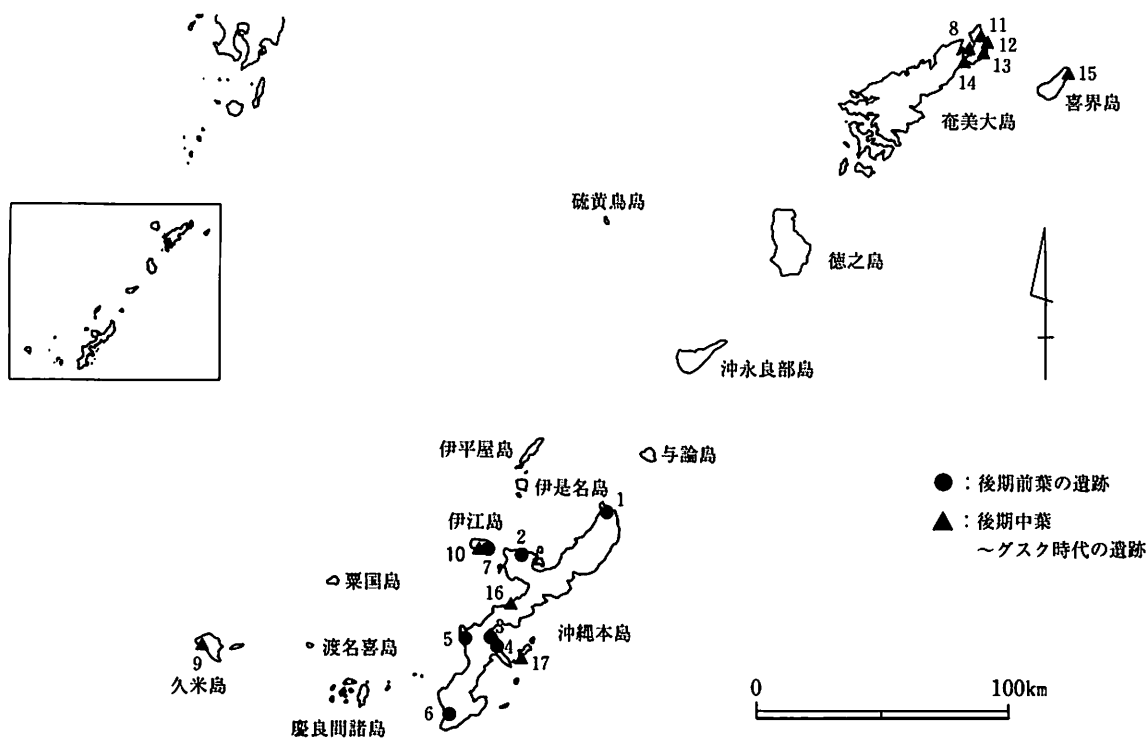 11
8
12
13
14
15
喜界島
奄美大島
硫黄鳥島
徳之島
沖永良部島
伊平屋島
与論島
伊是名島
1
●：後期前葉の遺跡
▲：後期中葉
～グスク時代の遺跡
伊江島
2
10
7
粟国島
16
沖縄本島
3
5
4
17
渡名喜島
9
久米島
6
慶良間諸島
0
100km